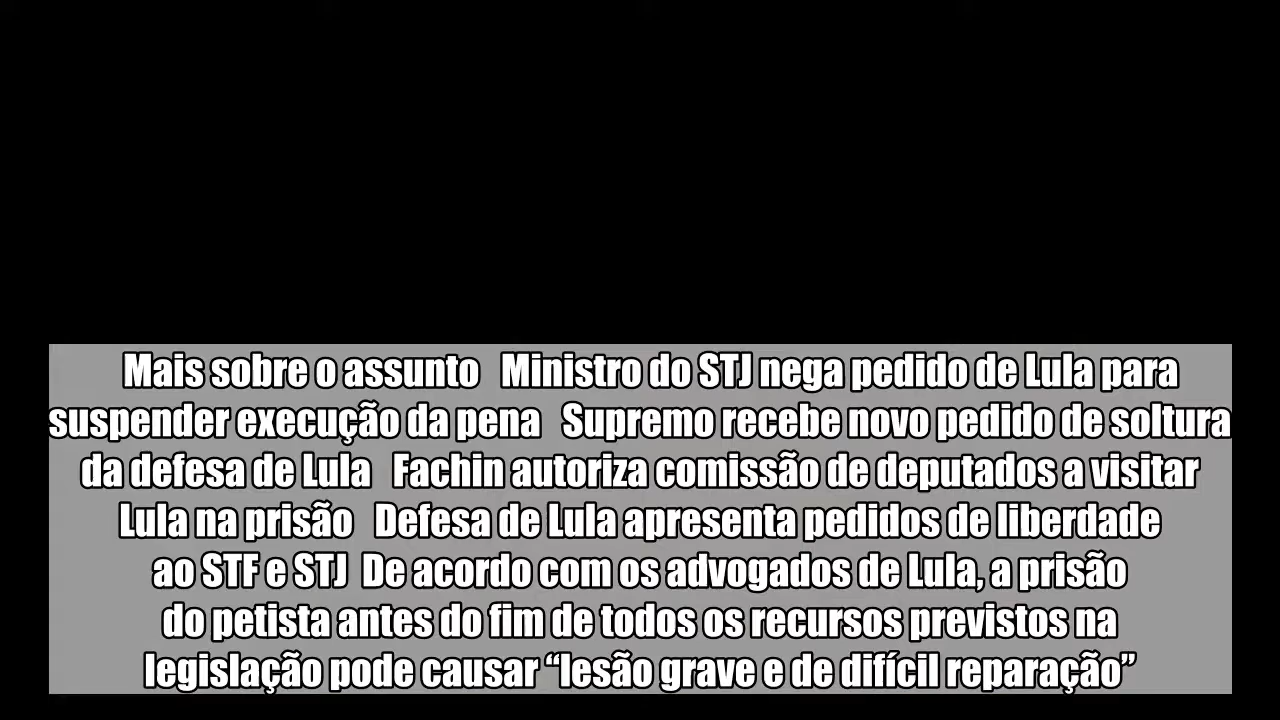 Mais sobre o assunto   Ministro do STJ nega pedido de Lula para
suspender execução da pena   Supremo recebe novo pedido de soltura
da defesa de Lula   Fachin autoriza comissão de deputados a visitar
Lula na prisão   Defesa de Lula apresenta pedidos de liberdade
ao STF e STJ  De acordo com os advogados de Lula, a prisão
do petista antes do fim de todos os recursos previstos na
legislação pode causar “lesão grave e de difícil reparação”